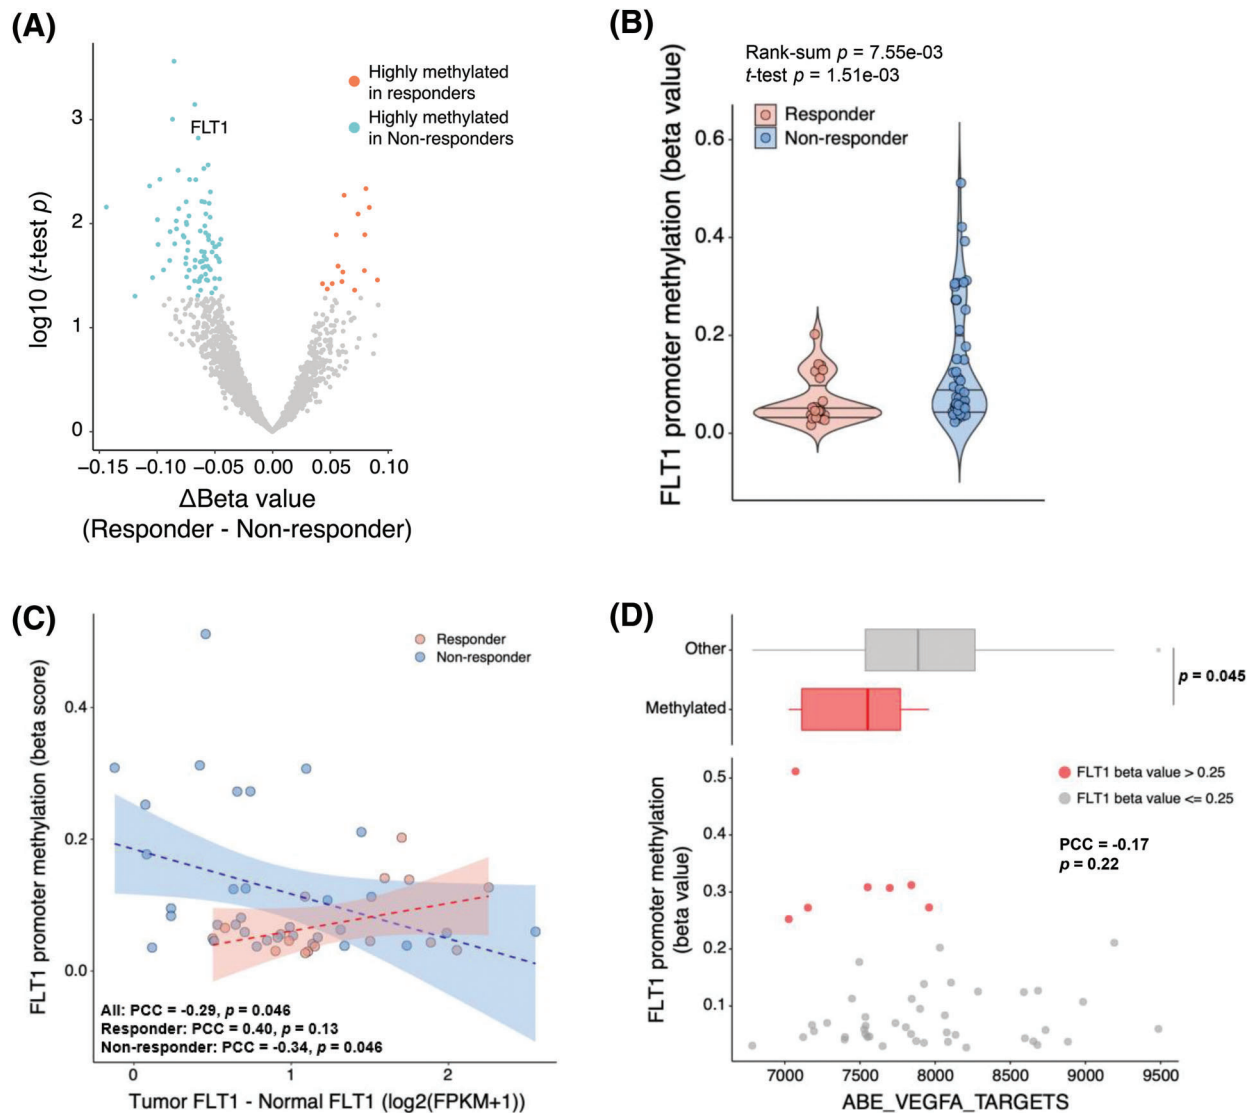 (A)
Highly methylated
in responders
Highly methylated
in Non-responders
FLT1
log10 (t-test p)
3
2
1
0
−0.15 −0.10 −0.05 0.00 0.05 0.10
ΔBeta value
(Responder - Non-responder)
(B)
Rank-sum p = 7.55e-03
t-test p = 1.51e-03
Responder
Non-responder
FLT1 promoter methylation (beta value)
0.6
0.4
0.2
0.0
(C)
Responder
Non-responder
FLT1 promoter methylation (beta score)
0.4
0.2
0.0
All: PCC = -0.29, p = 0.046
Responder: PCC = 0.40, p = 0.13
Non-responder: PCC = -0.34, p = 0.046
0 1 2
Tumor FLT1 - Normal FLT1 (log2(FPKM+1))
(D)
Other
Methylated
p = 0.045
FLT1 beta value > 0.25
FLT1 beta value <= 0.25
PCC = -0.17
p = 0.22
FLT1 promoter methylation
(beta value)
0.5
0.4
0.3
0.2
0.1
7000 7500 8000 8500 9000 9500
ABE_VEGFA_TARGETS